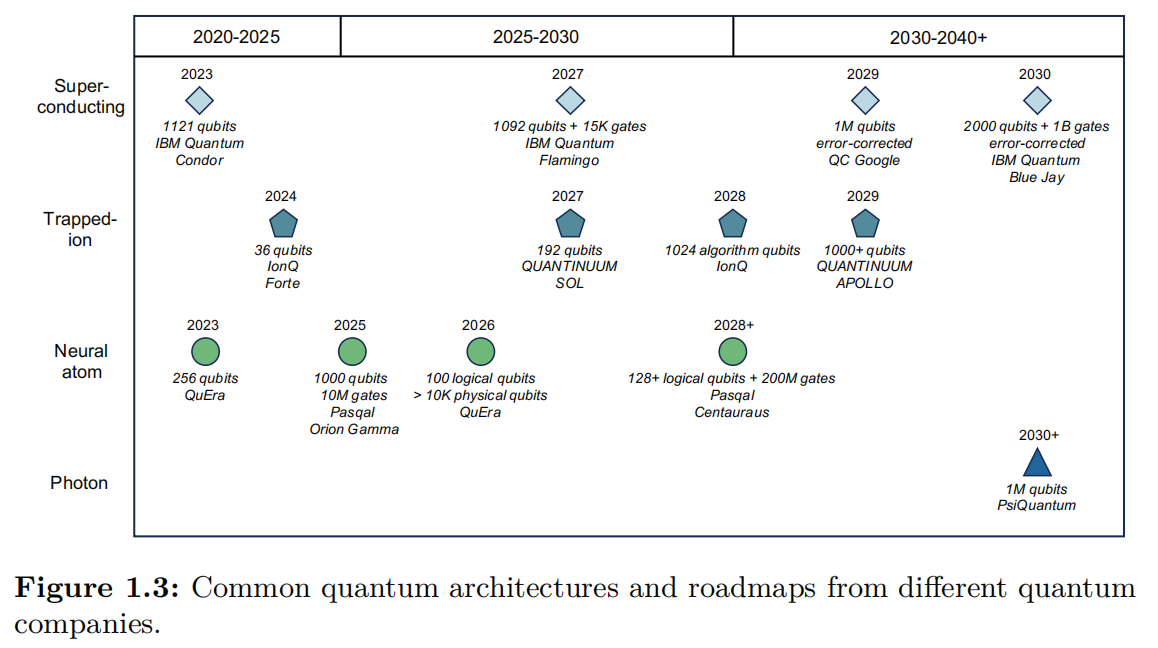 2020-2025
2025-2030
2030-2040+
Super-
conducting
2023
1121 qubits
IBM Quantum
Condor
2027
1092 qubits + 15K gates
IBM Quantum
Flamingo
2029
1M qubits
error-corrected
QC Google
2030
2000 qubits + 1B gates
error-corrected
IBM Quantum
Blue Jay
Trapped-
ion
2024
36 qubits
IonQ
Forte
2027
192 qubits
QUANTINUUM
SOL
2028
1024 algorithm qubits
IonQ
2029
1000+ qubits
QUANTINUUM
APOLLO
Neural
atom
2023
256 qubits
QuEra
2025
1000 qubits
10M gates
Pasqal
Orion Gamma
2026
100 logical qubits
> 10K physical qubits
QuEra
2028+
128+ logical qubits + 200M gates
Pasqal
Centauraus
Photon
2030+
1M qubits
PsiQuantum
Figure 1.3: Common quantum architectures and roadmaps from different quantum
companies.